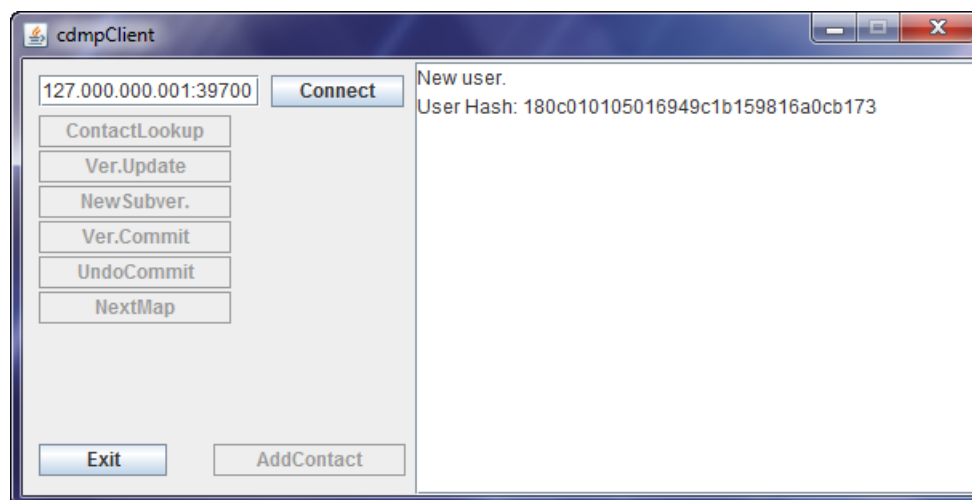 cdmpClient
127.000.000.001:39700 Connect
ContactLookup
Ver.Update
NewSubver.
Ver.Commit
UndoCommit
NextMap
Exit AddContact
New user.
User Hash: 180c010105016949c1b159816a0cb173